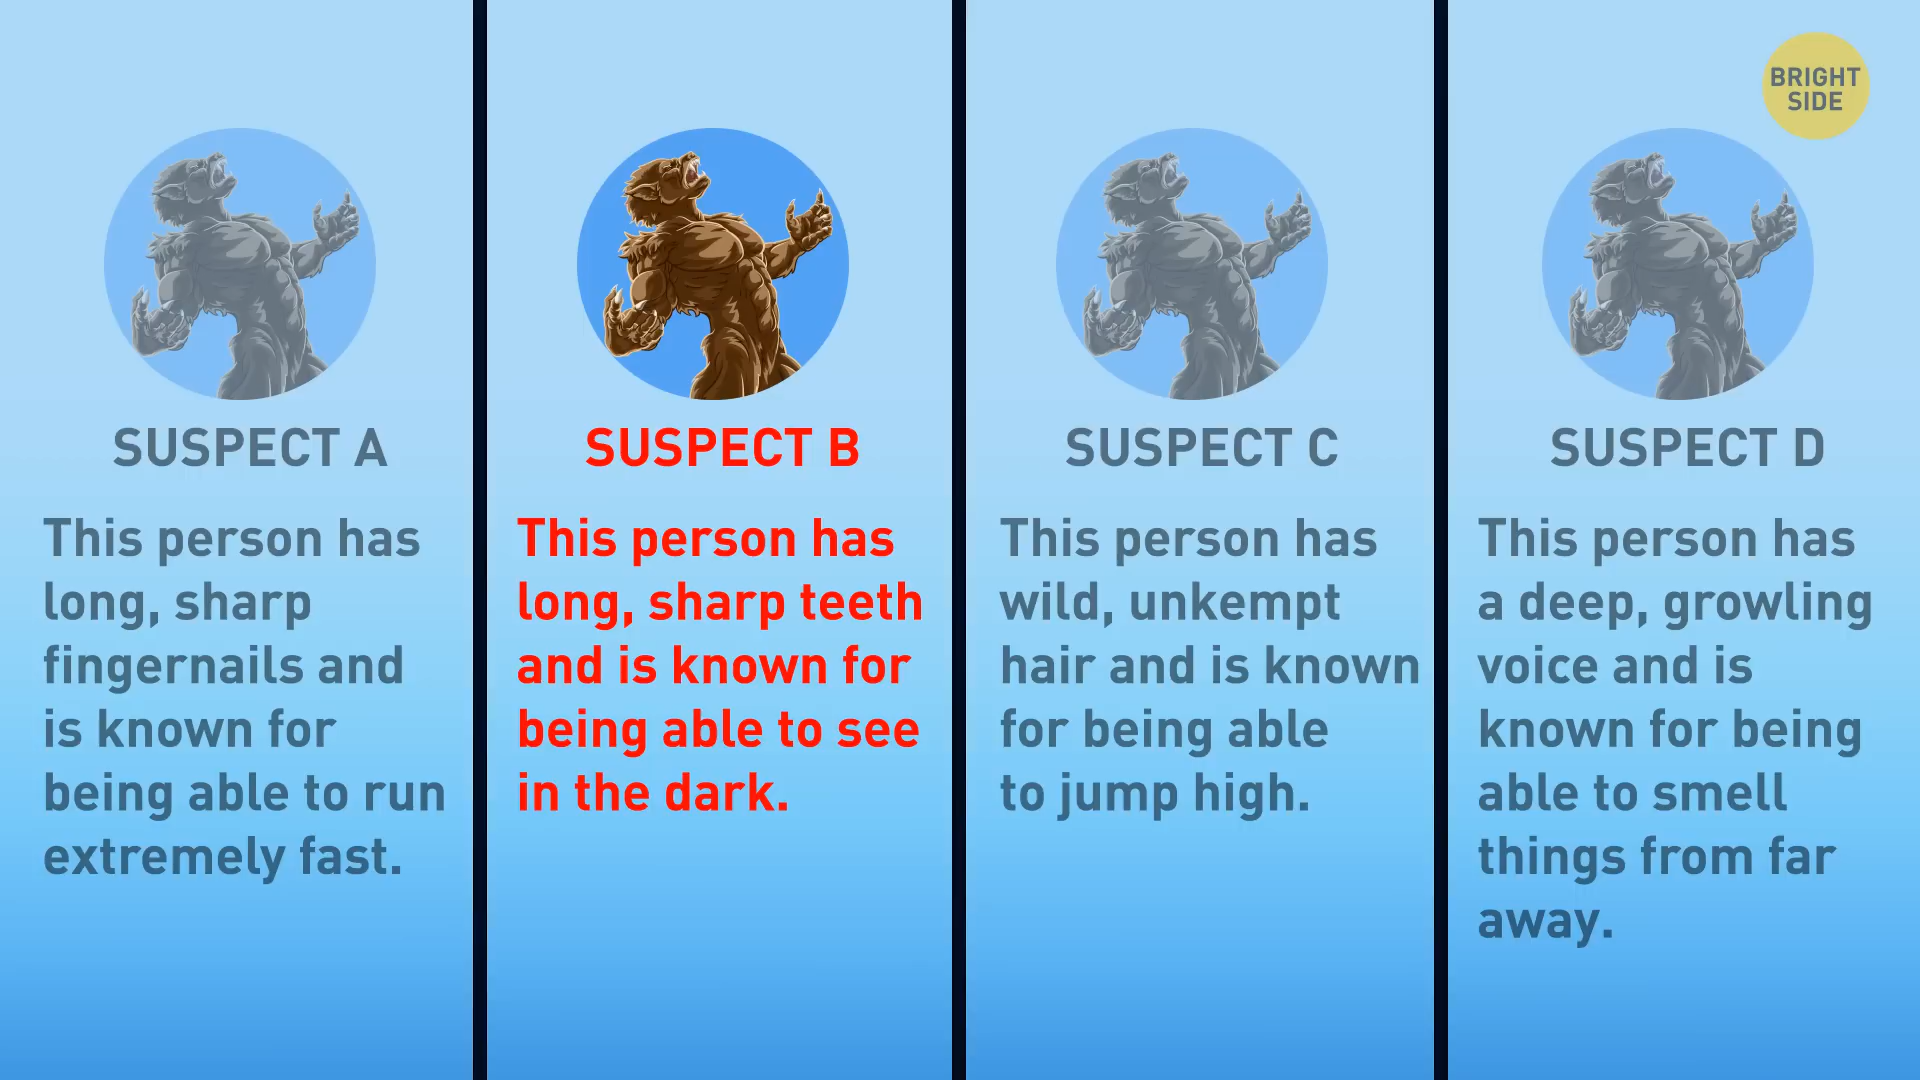 BRIGHT
SIDE
SUSPECT A
This person has
long, sharp
fingernails and
is known for
being able to run
extremely fast.
SUSPECT B
This person has
long, sharp teeth
and is known for
being able to see
in the dark.
SUSPECT C
This person has
wild, unkempt
hair and is known
for being able
to jump high.
SUSPECT D
This person has
a deep, growling
voice and is
known for being
able to smell
things from far
away.